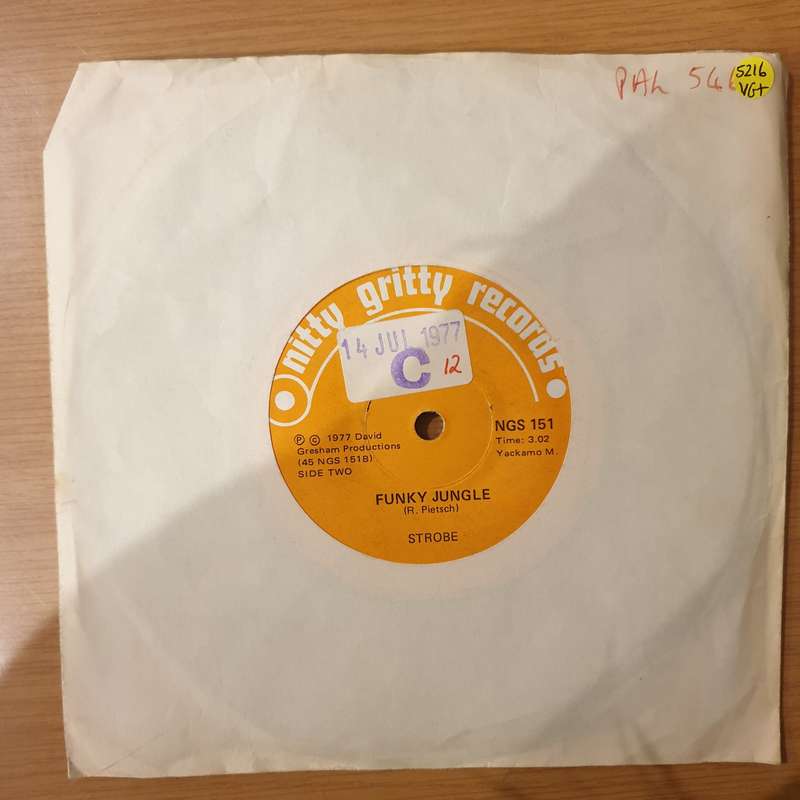 PAL
5216
VG+
nitty gritty records
14 JUL 1977
C 12
NGS 151
Time: 3.02
Yackamo M.
Ⓟ © 1977 David
Gresham Productions
(45 NGS 151B)
SIDE TWO
FUNKY JUNGLE
(R. Pietsch)
STROBE